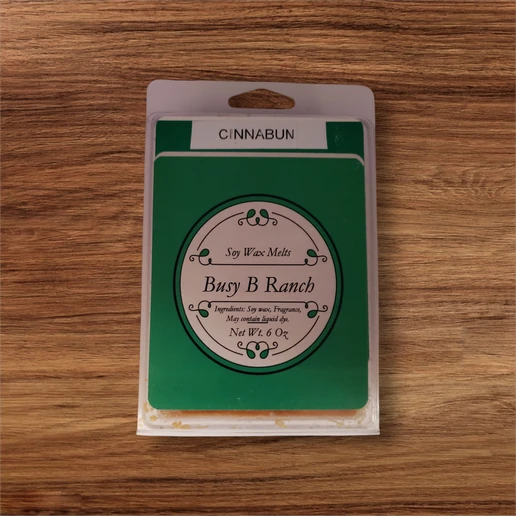 CINNABUN
Soy Wax Melts
Busy B Ranch
Ingredients: Soy wax, Fragrance,
May contain liquid dye.
Net Wt. 6 Oz